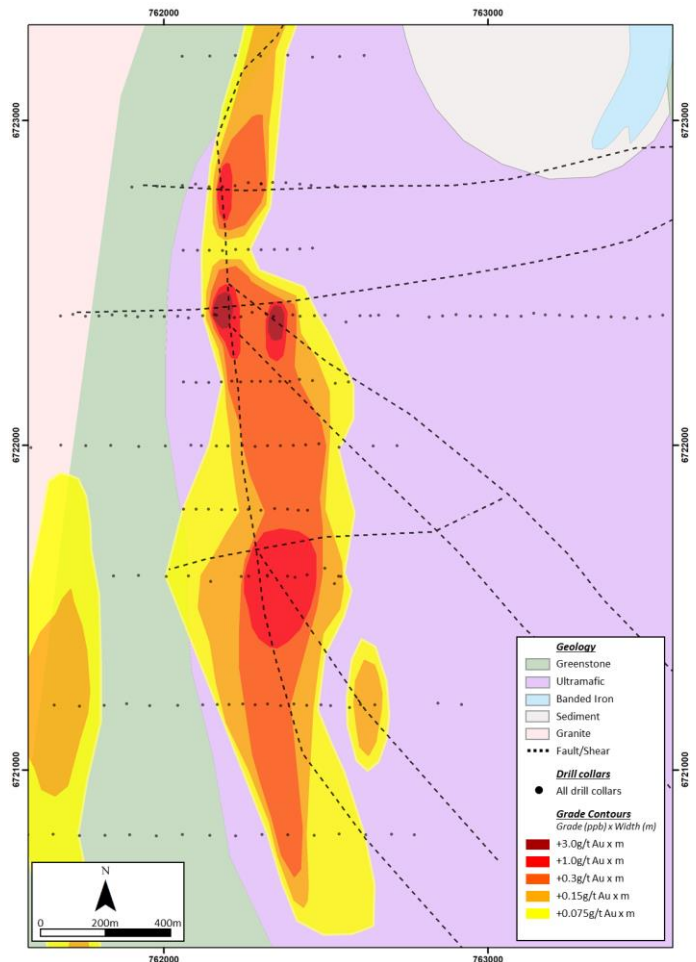 762000
763000
6723000
6723000
6722000
6722000
6721000
6721000
Geology
Greenstone
Ultramafic
Banded Iron
Sediment
Granite
Fault/Shear
Drill collars
All drill collars
Grade Contours
Grade (ppb) x Width (m)
+3.0g/t Au x m
+1.0g/t Au x m
+0.3g/t Au x m
+0.15g/t Au x m
+0.075g/t Au x m
N
0 200m 400m
762000
763000